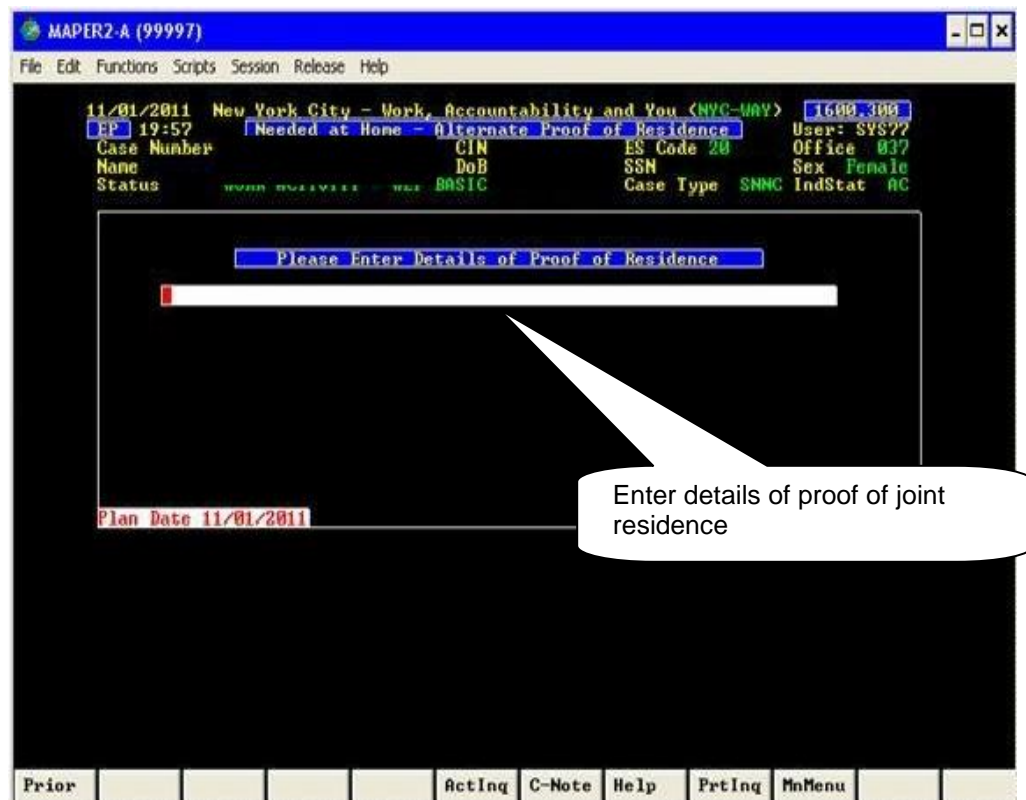 MAPER2-A (99997)
File Edit Functions Scripts Session Release Help
11/01/2011 New York City - Work, Accountability and You <NYC-WAY> 1600.300
EP 19:57 Needed at Home - Alternate Proof of Residence User: SYS77
Case Number CIN ES Code 20 Office 037
Name DoB SSN Sex Female
Status BASIC Case Type SNNC IndStat AC
Please Enter Details of Proof of Residence
Enter details of proof of joint
residence
Plan Date 11/01/2011
Prior ActInq C-Note Help PrtInq MnMenu